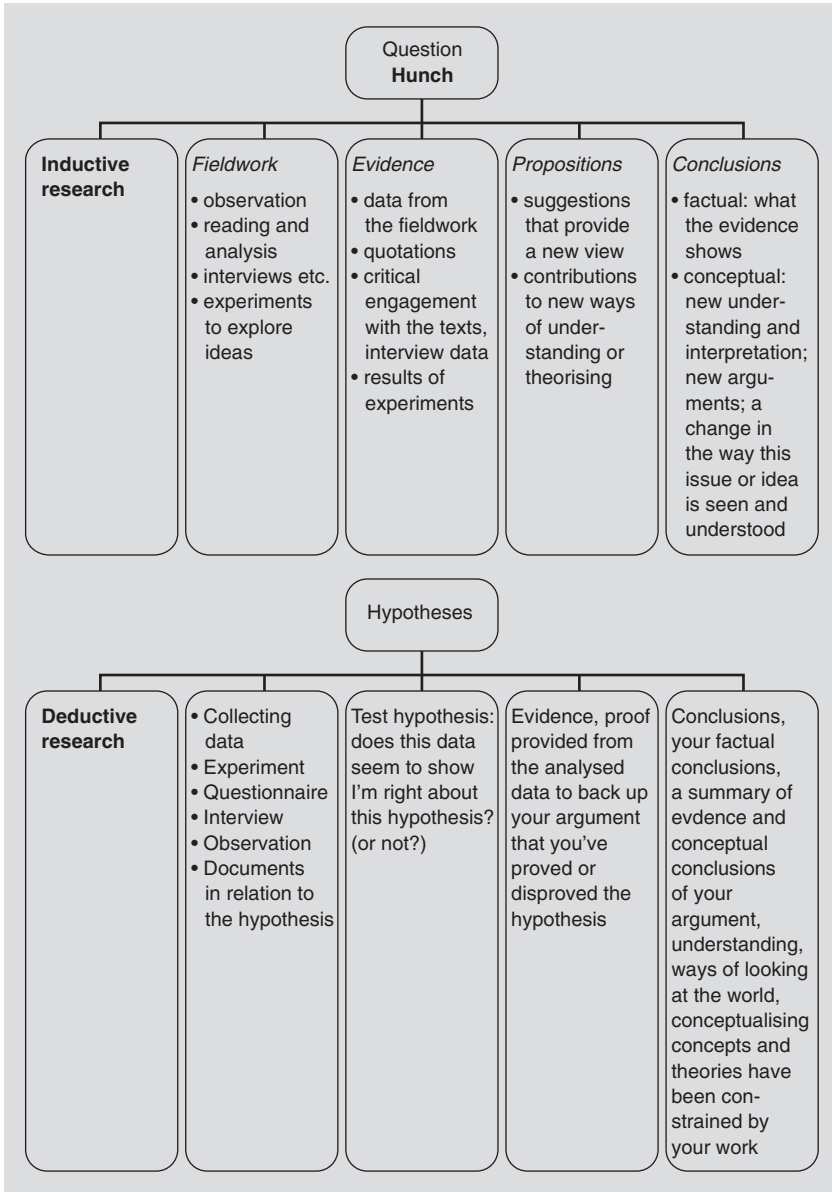 Question
Hunch
Inductive
research
Fieldwork
• observation
• reading and
analysis
• interviews etc.
• experiments
to explore
ideas
Evidence
• data from
the fieldwork
• quotations
• critical
engagement
with the texts,
interview data
• results of
experiments
Propositions
• suggestions
that provide
a new view
• contributions
to new ways
of under-
standing or
theorising
Conclusions
• factual: what
the evidence
shows
• conceptual:
new under-
standing and
interpretation;
new argu-
ments; a
change in
the way this
issue or idea
is seen and
understood
Hypotheses
Deductive
research
• Collecting
data
• Experiment
• Questionnaire
• Interview
• Observation
• Documents
in relation to
the hypothesis
Test hypothesis:
does this data
seem to show
I'm right about
this hypothesis?
(or not?)
Evidence, proof
provided from
the analysed
data to back up
your argument
that you've
proved or
disproved the
hypothesis
Conclusions,
your factual
conclusions,
a summary of
evdence and
conceptual
conclusions
of your
argument,
understanding,
ways of looking
at the world,
conceptualising
concepts and
theories have
been con-
strained by
your work